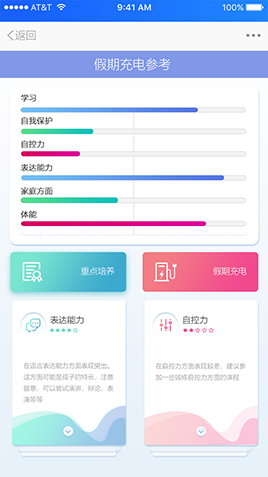 AT&T 9:41 AM 100%
返回
假期充电参考
学习
自我保护
自控力
表达能力
家庭方面
体能
重点培养 假期充电
表达能力
在语言表达能力方面表现突出。
这方面可能是孩子的特长，注意
留意，可以尝试演讲、辩论、表
演等等
自控力
在自控力方面表现较差，建议参
加一些锻炼自控力方面的课程